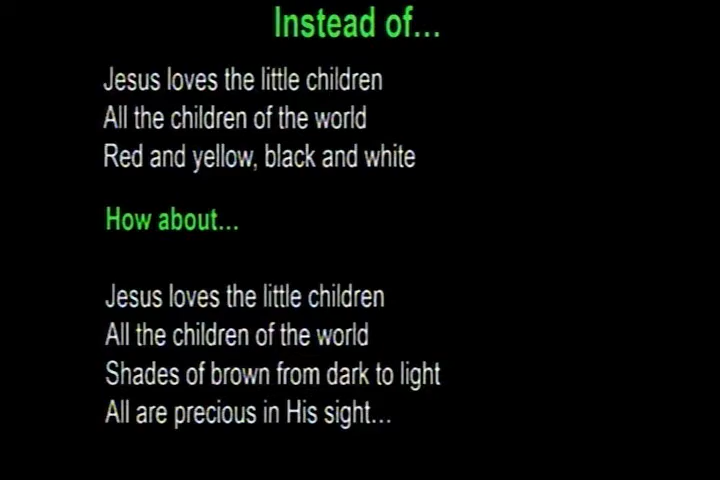 Instead of...
Jesus loves the little children
All the children of the world
Red and yellow, black and white
How about...
Jesus loves the little children
All the children of the world
Shades of brown from dark to light
All are precious in His sight...